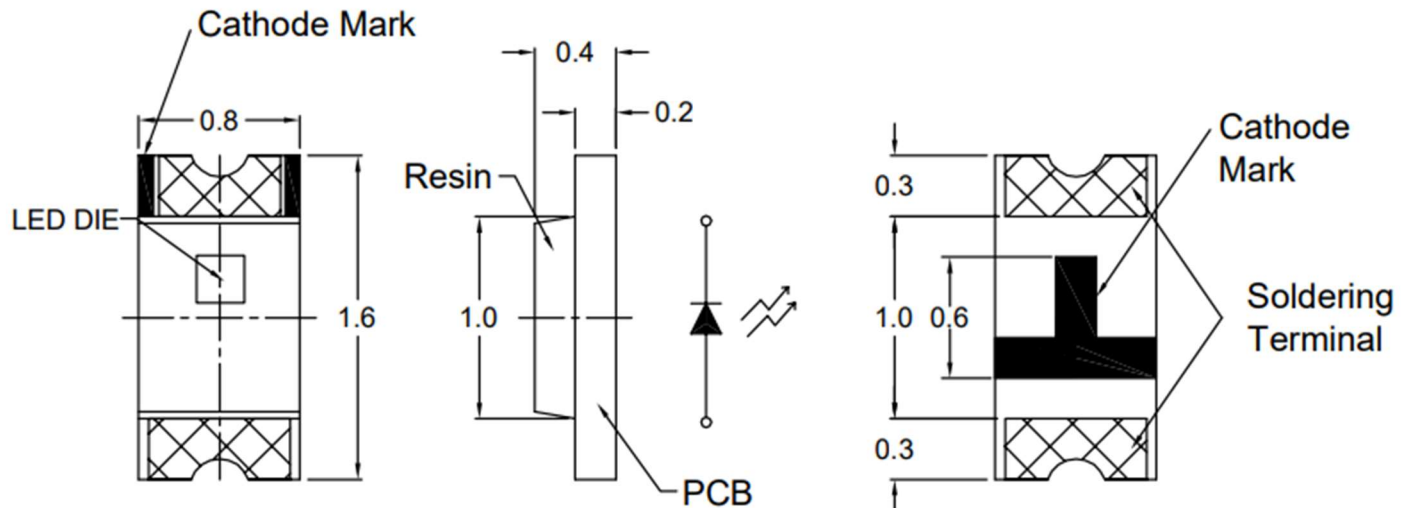 Cathode Mark
0.8
LED DIE
1.6
0.4
0.2
Resin
1.0
PCB
Cathode
Mark
0.3
1.0
0.6
Soldering
Terminal
0.3